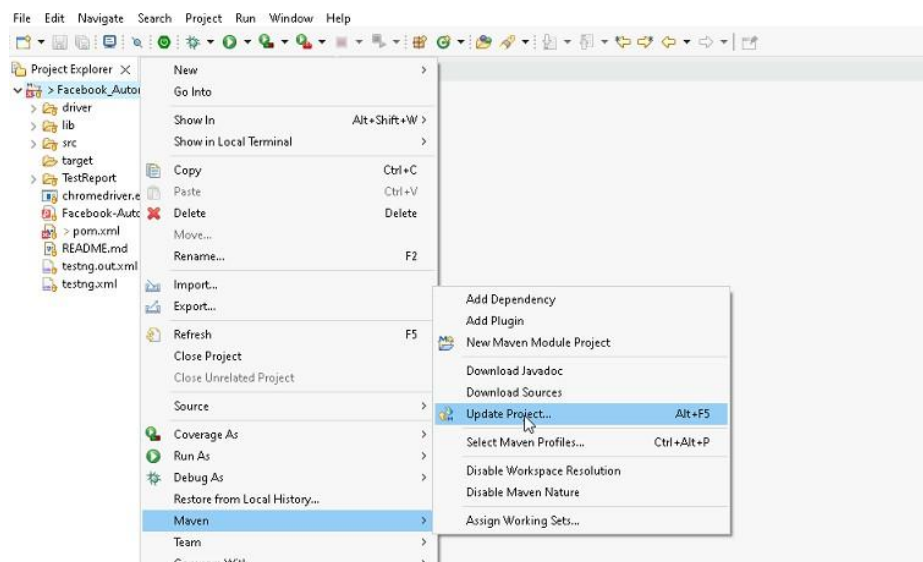 File Edit Navigate Search Project Run Window Help
Project Explorer
> Facebook_Autor
driver
lib
src
target
TestReport
chromedriver.e
Facebook-Auto
> pom.xml
README.md
testng.out.xml
testng.xml
New
Go Into
Show In Alt+Shift+W >
Show in Local Terminal
Copy Ctrl+C
Paste Ctrl+V
Delete Delete
Move...
Rename... F2
Import...
Export...
Refresh F5
Close Project
Close Unrelated Project
Source
Coverage As
Run As
Debug As
Restore from Local History...
Maven
Team
Add Dependency
Add Plugin
New Maven Module Project
Download Javadoc
Download Sources
Update Project... Alt+F5
Select Maven Profiles... Ctrl+Alt+P
Disable Workspace Resolution
Disable Maven Nature
Assign Working Sets...